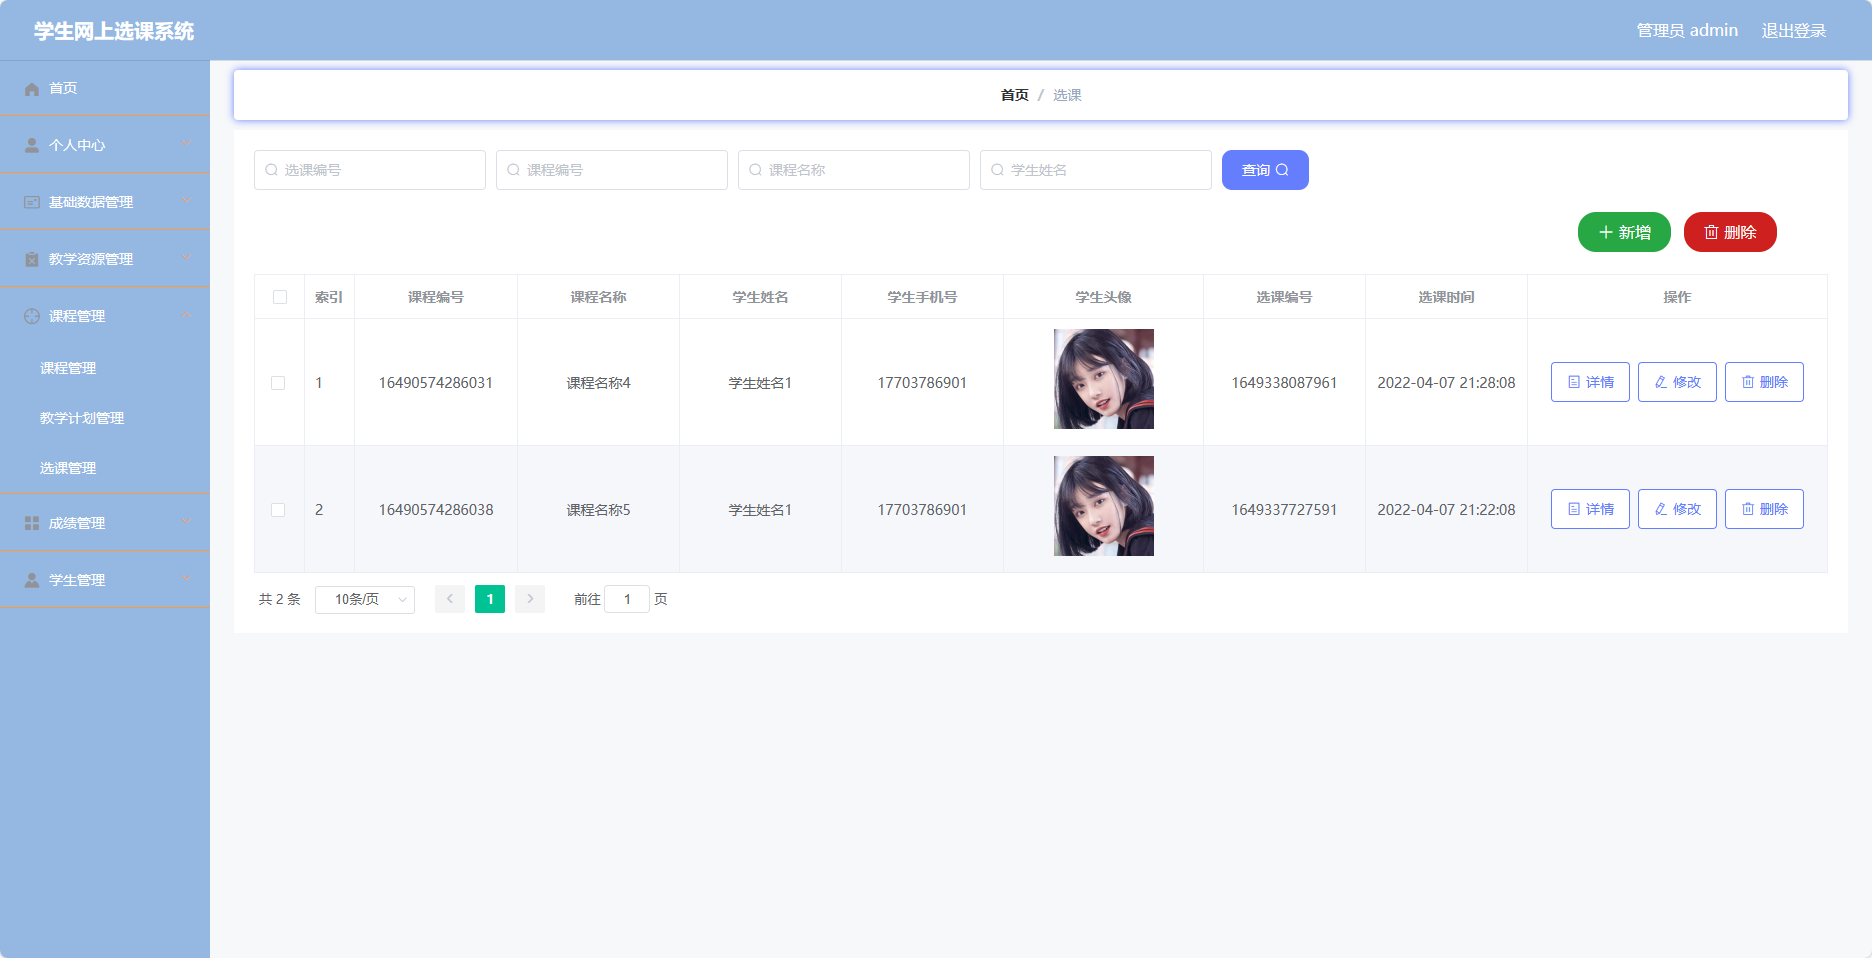 学生网上选课系统
管理员 admin 退出登录
首页
个人中心
基础数据管理
教学资源管理
课程管理
课程管理
教学计划管理
选课管理
成绩管理
学生管理
首页 / 选课
选课编号 课程编号 课程名称 学生姓名 查询
新增 删除
索引 课程编号 课程名称 学生姓名 学生手机号 学生头像 选课编号 选课时间 操作
1 16490574286031 课程名称4 学生姓名1 17703786901 1649338087961 2022-04-07 21:28:08 详情 修改 删除
2 16490574286038 课程名称5 学生姓名1 17703786901 1649337727591 2022-04-07 21:22:08 详情 修改 删除
共 2 条 10条/页 1 前往 1 页